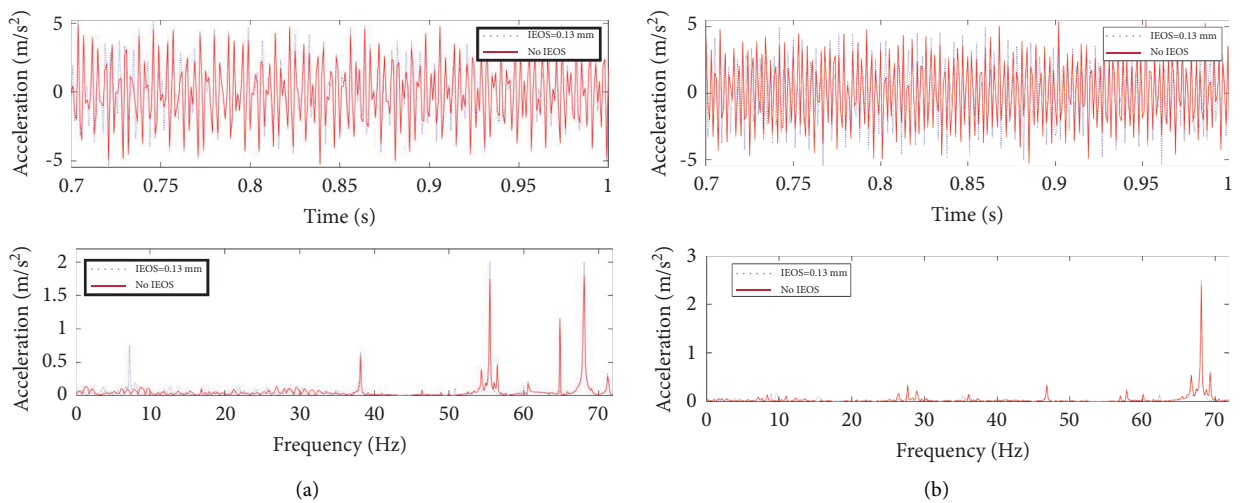 Acceleration (m/s²)
5
0
-5
IEOS=0.13 mm
No IEOS
0.7 0.75 0.8 0.85 0.9 0.95 1
Time (s)
Acceleration (m/s²)
2
1.5
1
0.5
0
IEOS=0.13 mm
No IEOS
0 10 20 30 40 50 60 70
Frequency (Hz)
(a)
Acceleration (m/s²)
5
0
-5
IEOS=0.13 mm
No IEOS
0.7 0.75 0.8 0.85 0.9 0.95 1
Time (s)
Acceleration (m/s²)
3
2
1
0
IEOS=0.13 mm
No IEOS
0 10 20 30 40 50 60 70
Frequency (Hz)
(b)